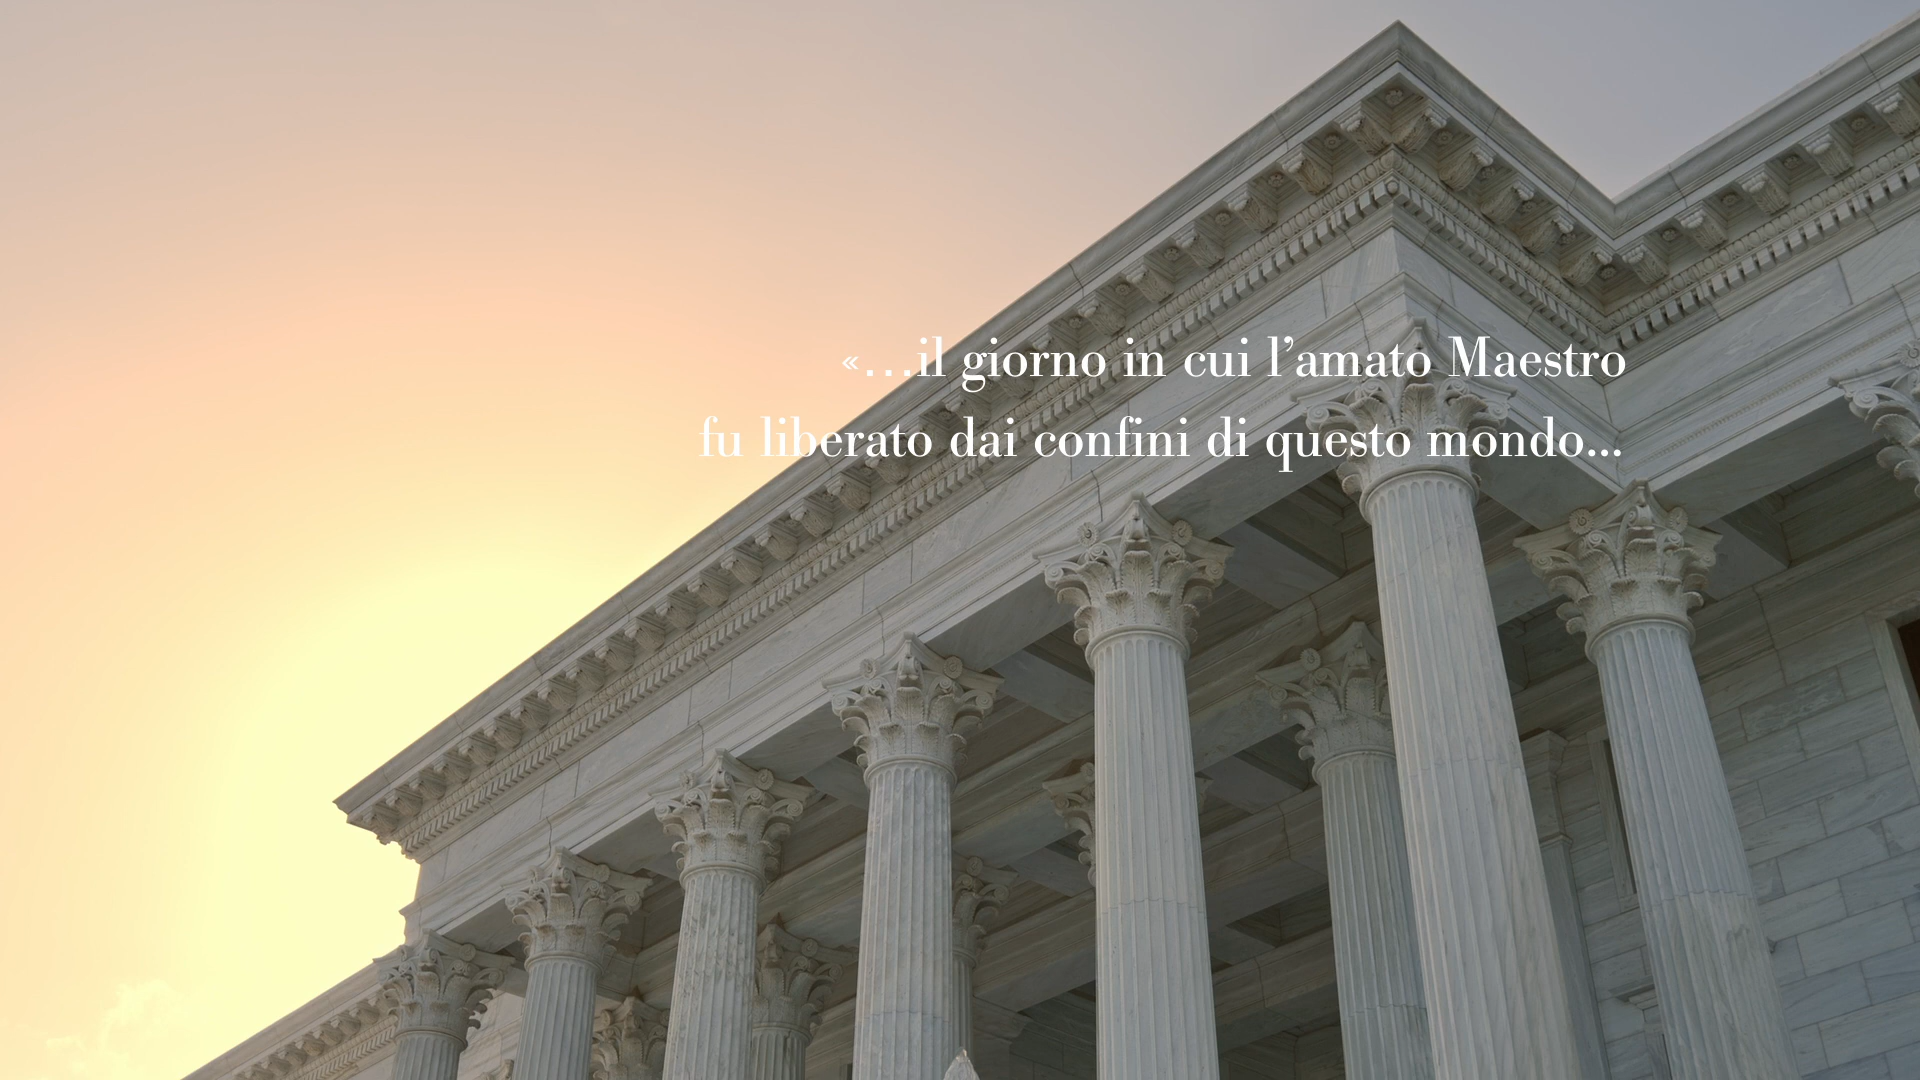 «…il giorno in cui l’amato Maestro
fu liberato dai confini di questo mondo...